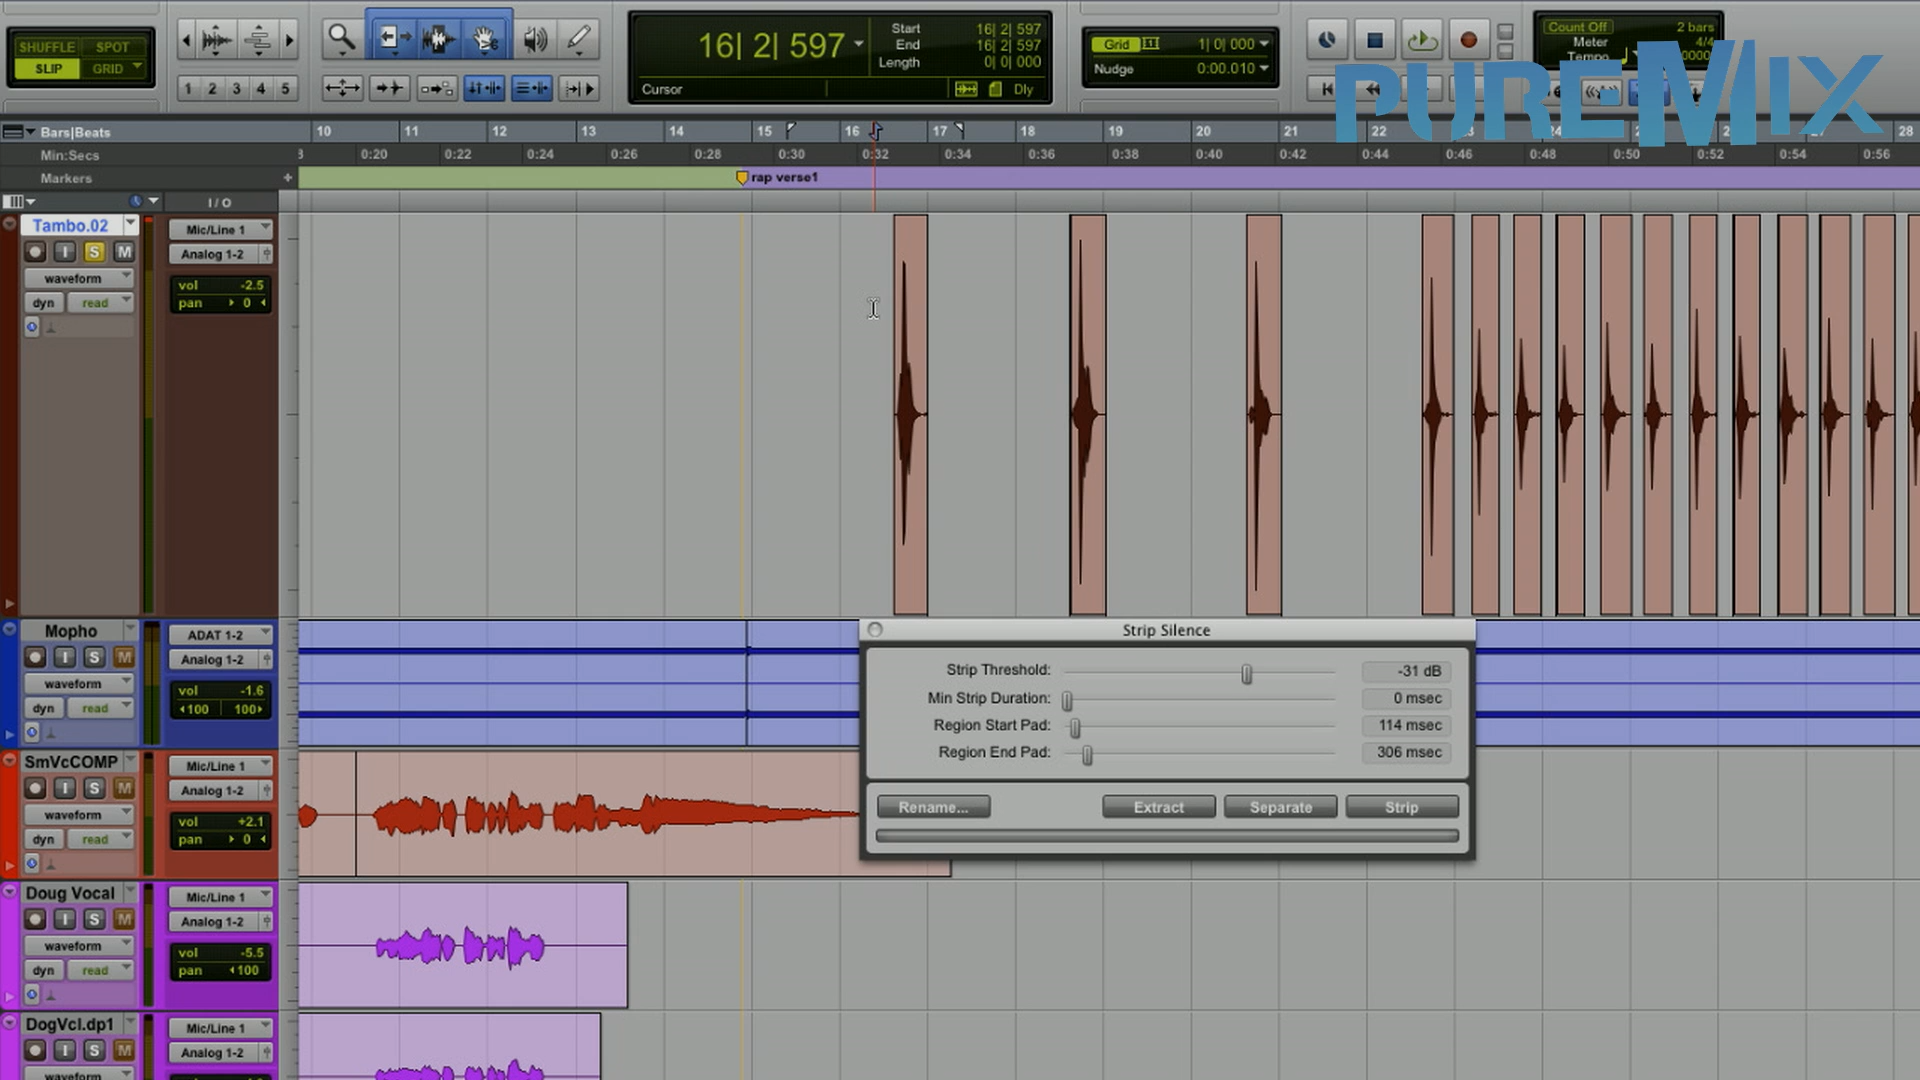 SHUFFLE SPOT
SLIP GRID
1 2 3 4 5
16| 2| 597
Start 16| 2| 597
End 16| 2| 597
Length 0| 0| 000
Cursor
Dly
Grid 1| 0| 000
Nudge 0:00.010
Count Off 2 bars
Meter 4/4
Tempo
PUREMIX
Bars|Beats 10 11 12 13 14 15 16 17 18 19 20 21 22 28
Min:Secs 0:20 0:22 0:24 0:26 0:28 0:30 0:32 0:34 0:36 0:38 0:40 0:42 0:44 0:46 0:48 0:50 0:52 0:54 0:56
Markers + rap verse1
I / O
Tambo.02
Mic/Line 1
I S M
Analog 1-2
waveform
vol -2.5
dyn read
pan 0
Mopho
ADAT 1-2
I S M
Analog 1-2
waveform
vol -1.6
dyn read
100 100
Strip Silence
Strip Threshold: -31 dB
Min Strip Duration: 0 msec
Region Start Pad: 114 msec
Region End Pad: 306 msec
Rename... Extract Separate Strip
SmVcCOMP
Mic/Line 1
I S M
Analog 1-2
waveform
vol +2.1
dyn read
pan 0
Doug Vocal
Mic/Line 1
I S M
Analog 1-2
waveform
vol -5.5
dyn read
pan 100
DogVcl.dp1
Mic/Line 1
I S M
Analog 1-2
waveform